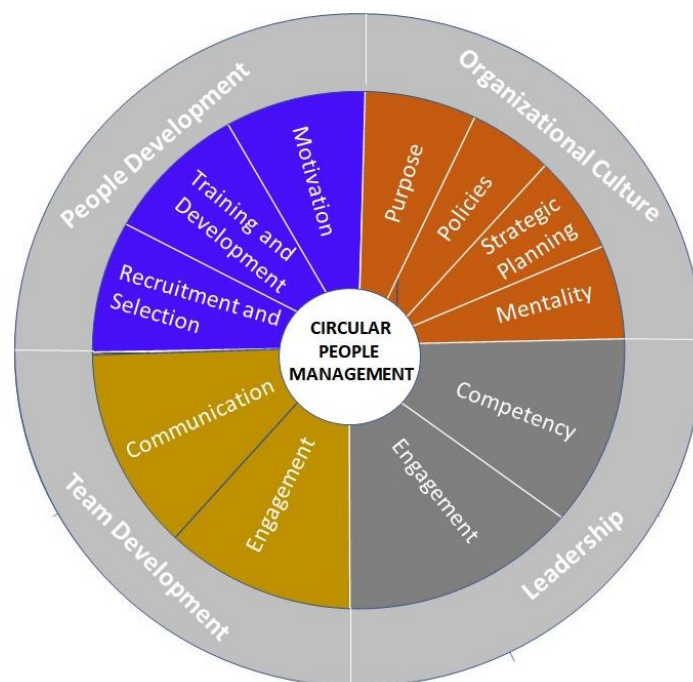 People Development
Organizational Culture
Motivation
Training and
Development
Recruitment and
Selection
Purpose
Policies
Strategic
Planning
Mentality
CIRCULAR
PEOPLE
MANAGEMENT
Communication
Engagement
Engagement
Competency
Team Development
Leadership